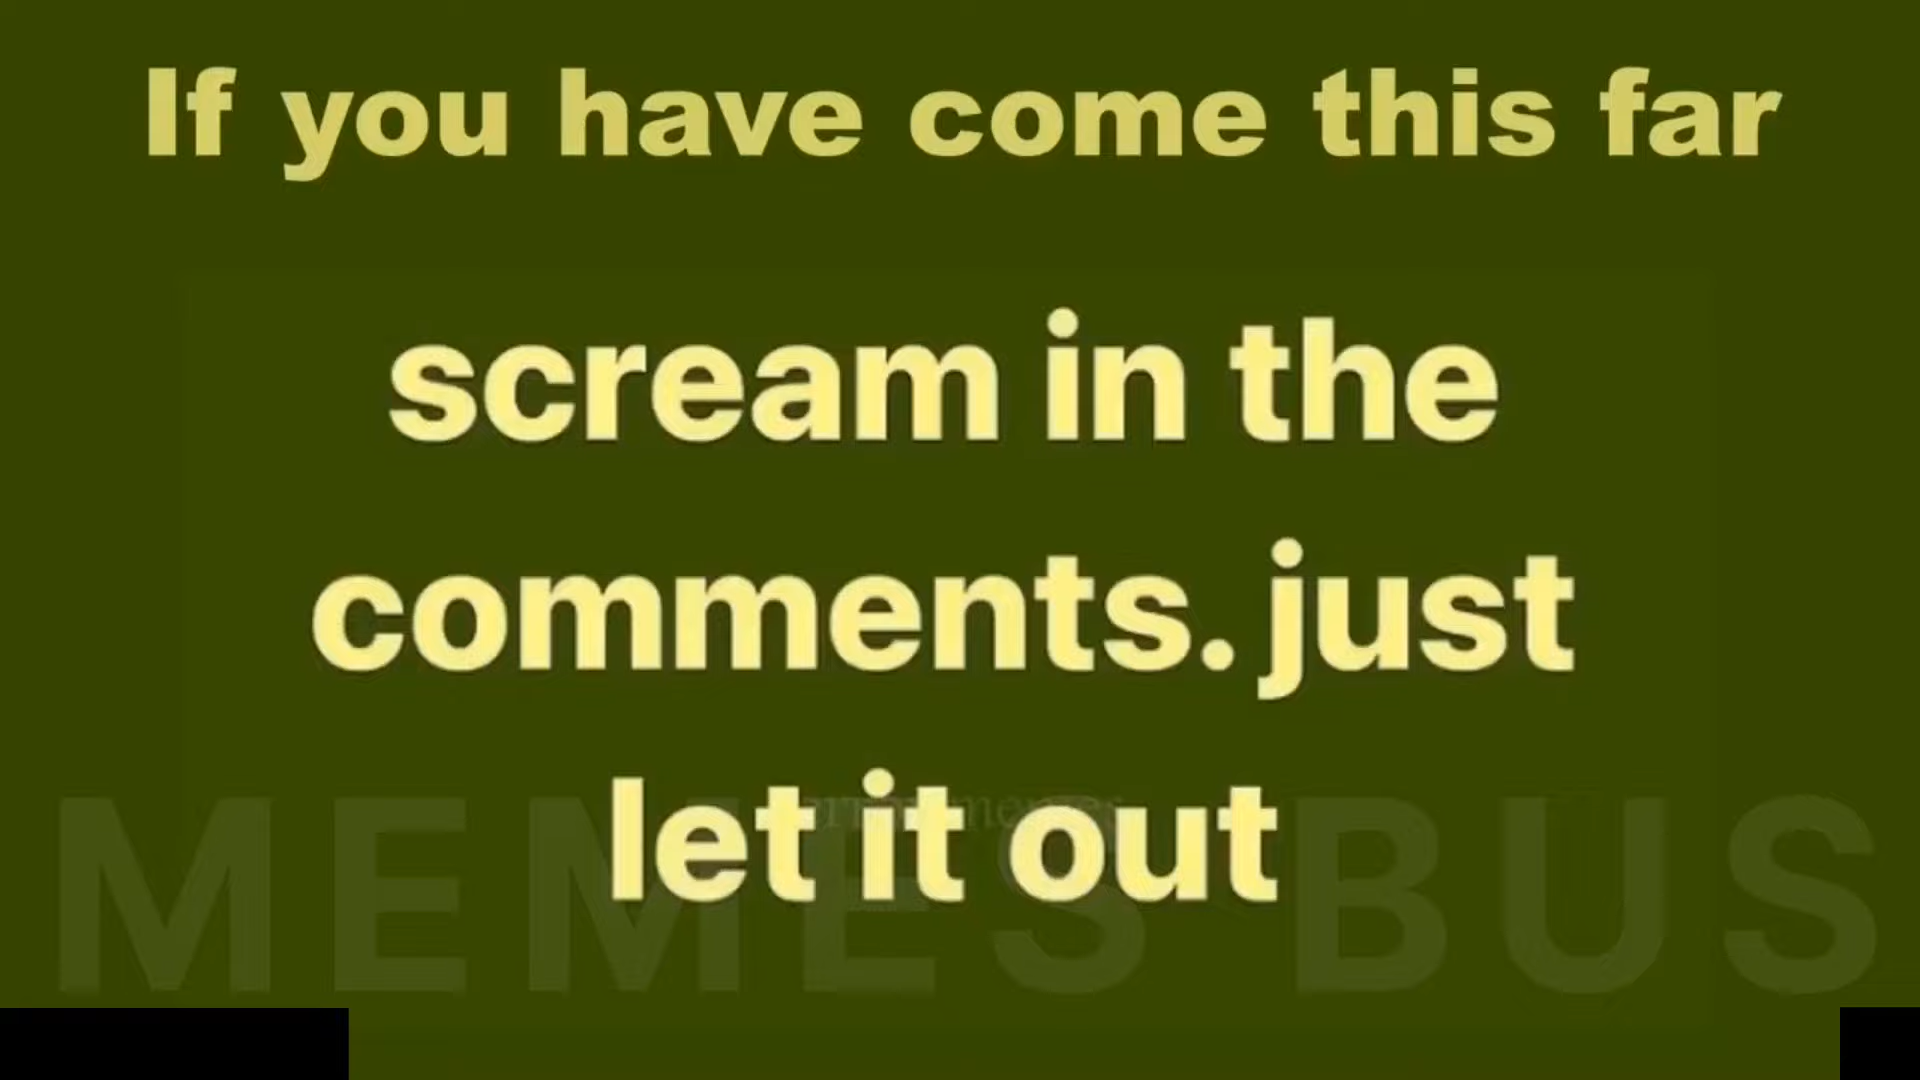 If you have come this far
scream in the
comments. just
let it out
MEMES BUS